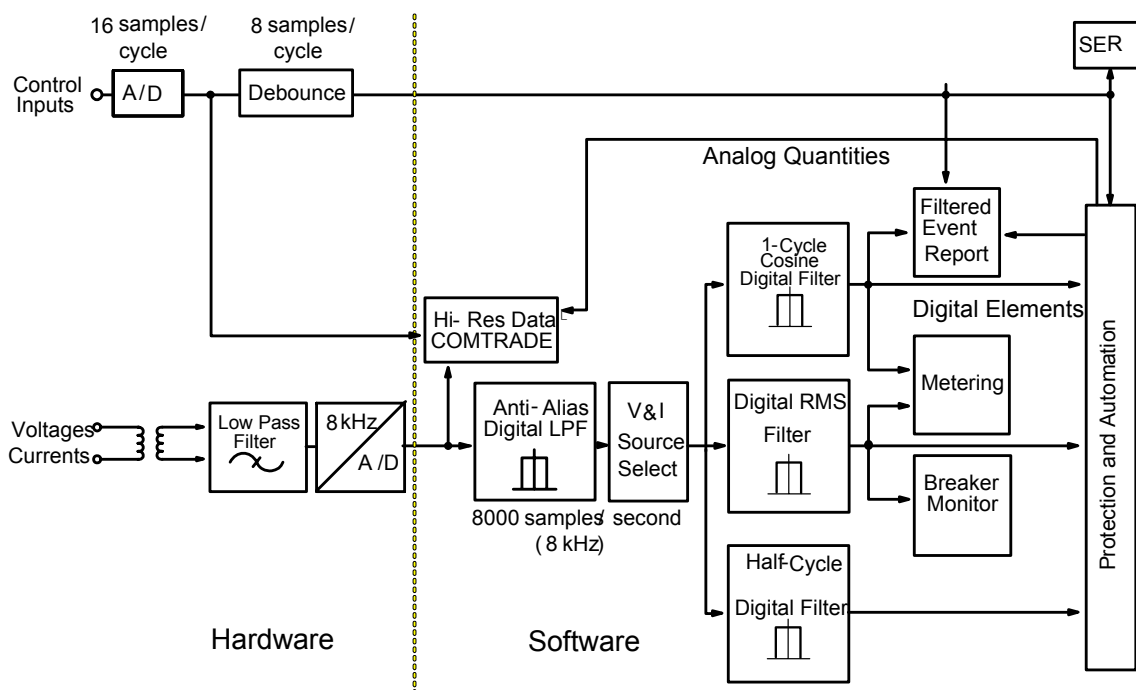 16 samples/
cycle
8 samples/
cycle
SER
Control
Inputs
A/D
Debounce
Analog Quantities
Filtered
Event
Report
1-Cycle
Cosine
Digital Filter
Digital Elements
Hi- Res Data
COMTRADE
Metering
Protection and Automation
Voltages
Currents
Low Pass
Filter
8 kHz
A /D
Anti- Alias
Digital LPF
V&I
Source
Select
Digital RMS
Filter
Breaker
Monitor
8000 samples/ second
( 8 kHz)
Half-Cycle
Digital Filter
Hardware
Software